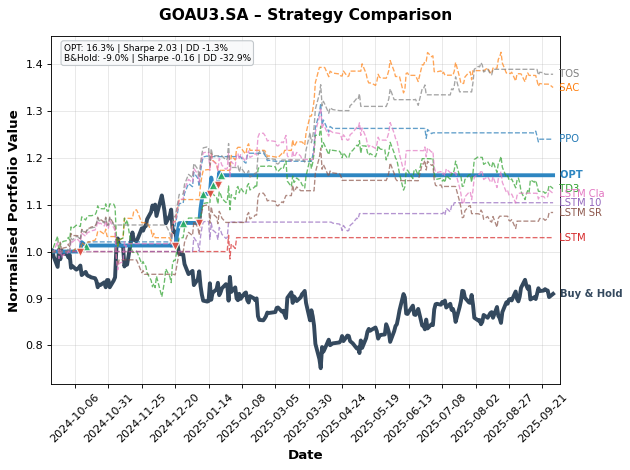 GOAU3.SA – Strategy Comparison
OPT: 16.3% | Sharpe 2.03 | DD -1.3%
B&Hold: -9.0% | Sharpe -0.16 | DD -32.9%
Normalised Portfolio Value
1.4
1.3
1.2
1.1
1.0
0.9
0.8
TOS
SAC
PPO
OPT
TD3
LSTM Cla
LSTM 10
LSTM SR
LSTM
Buy & Hold
2024-10-06
2024-10-31
2024-11-25
2024-12-20
2025-01-14
2025-02-08
2025-03-05
2025-03-30
2025-04-24
2025-05-19
2025-06-13
2025-07-08
2025-08-02
2025-08-27
2025-09-21
Date